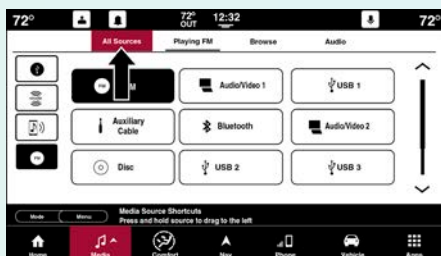 72° 72° OUT 12:32 72°
All Sources Playing FM Browse Audio
FM M Audio/Video 1 USB 1
Auxiliary Cable Bluetooth Audio/Video 2
Disc USB 2 USB 3
FM
Mode Menu Media Source Shortcuts
Press and hold source to drag to the left
Home Media Comfort Nav Phone Vehicle Apps